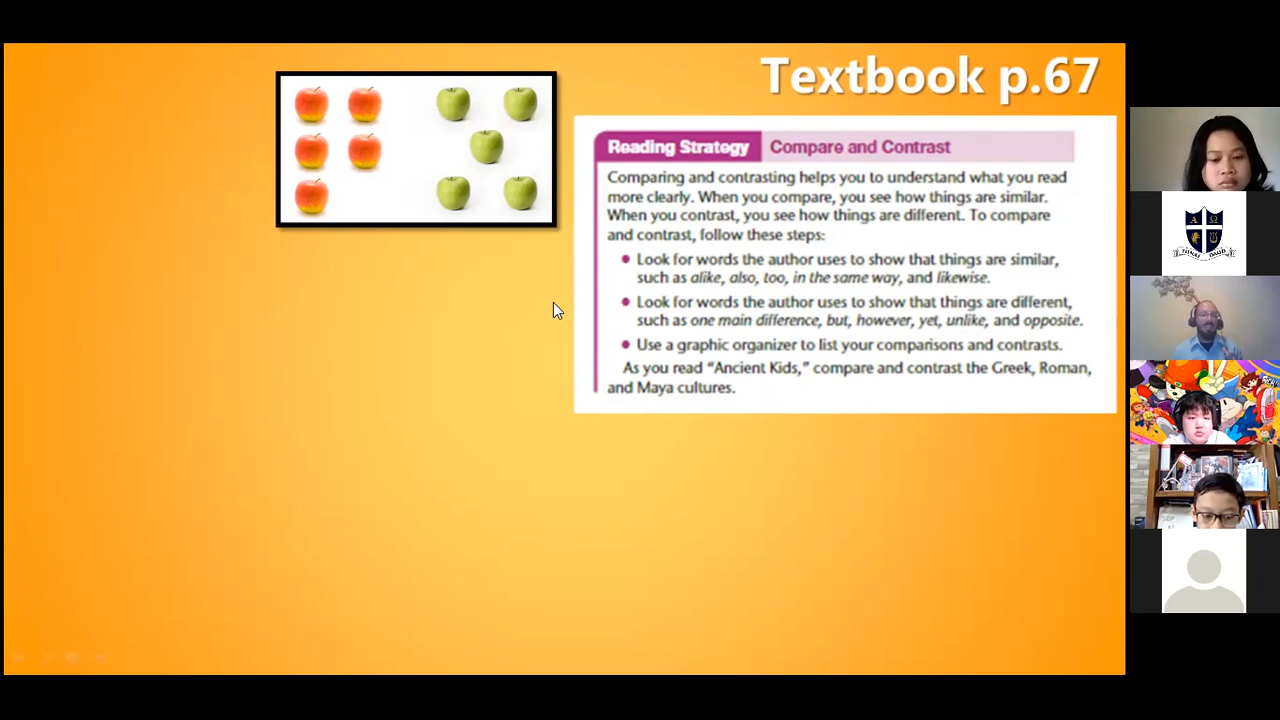 Textbook p.67
Reading Strategy Compare and Contrast
Comparing and contrasting helps you to understand what you read
more clearly. When you compare, you see how things are similar.
When you contrast, you see how things are different. To compare
and contrast, follow these steps:
• Look for words the author uses to show that things are similar,
such as alike, also, too, in the same way, and likewise.
• Look for words the author uses to show that things are different,
such as one main difference, but, however, yet, unlike, and opposite.
• Use a graphic organizer to list your comparisons and contrasts.
As you read “Ancient Kids,” compare and contrast the Greek, Roman,
and Maya cultures.
Α Ω